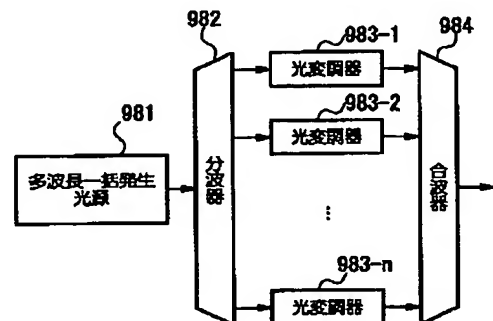 982
983-1
984
光変調器
983-2
981
光変調器
多波長一括発生
光源
分波器
合波器
⋮
983-n
光変調器